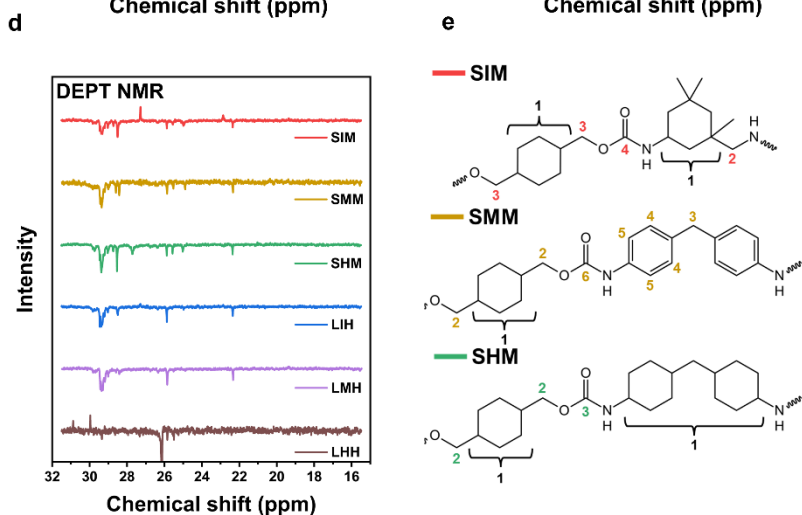 Chemical shift (ppm)
Chemical shift (ppm)
d
DEPT NMR
SIM
SMM
SHM
LIH
LMH
LHH
Intensity
32 30 28 26 24 22 20 18 16
Chemical shift (ppm)
e
SIM
1
3
O
O
4
N
H
1
2
H
N
O
3
SMM
2
O
O
6
N
H
5
4
3
4
5
N
H
O
2
1
SHM
2
O
O
3
N
H
1
N
H
O
2
1